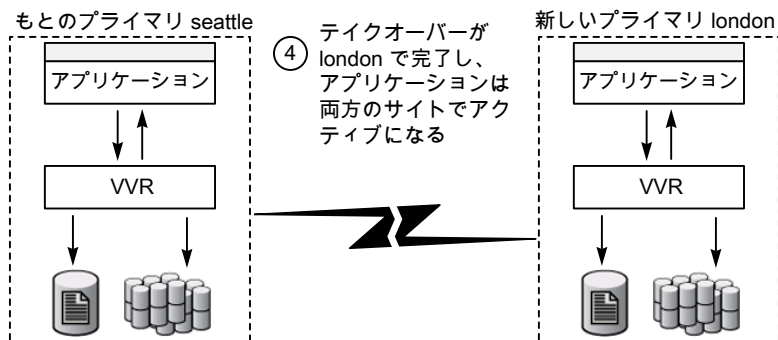 もとのプライマリ seattle
アプリケーション
VVR
④
テイクオーバーが
london で完了し、
アプリケーションは
両方のサイトでアク
ティブになる
新しいプライマリ london
アプリケーション
VVR